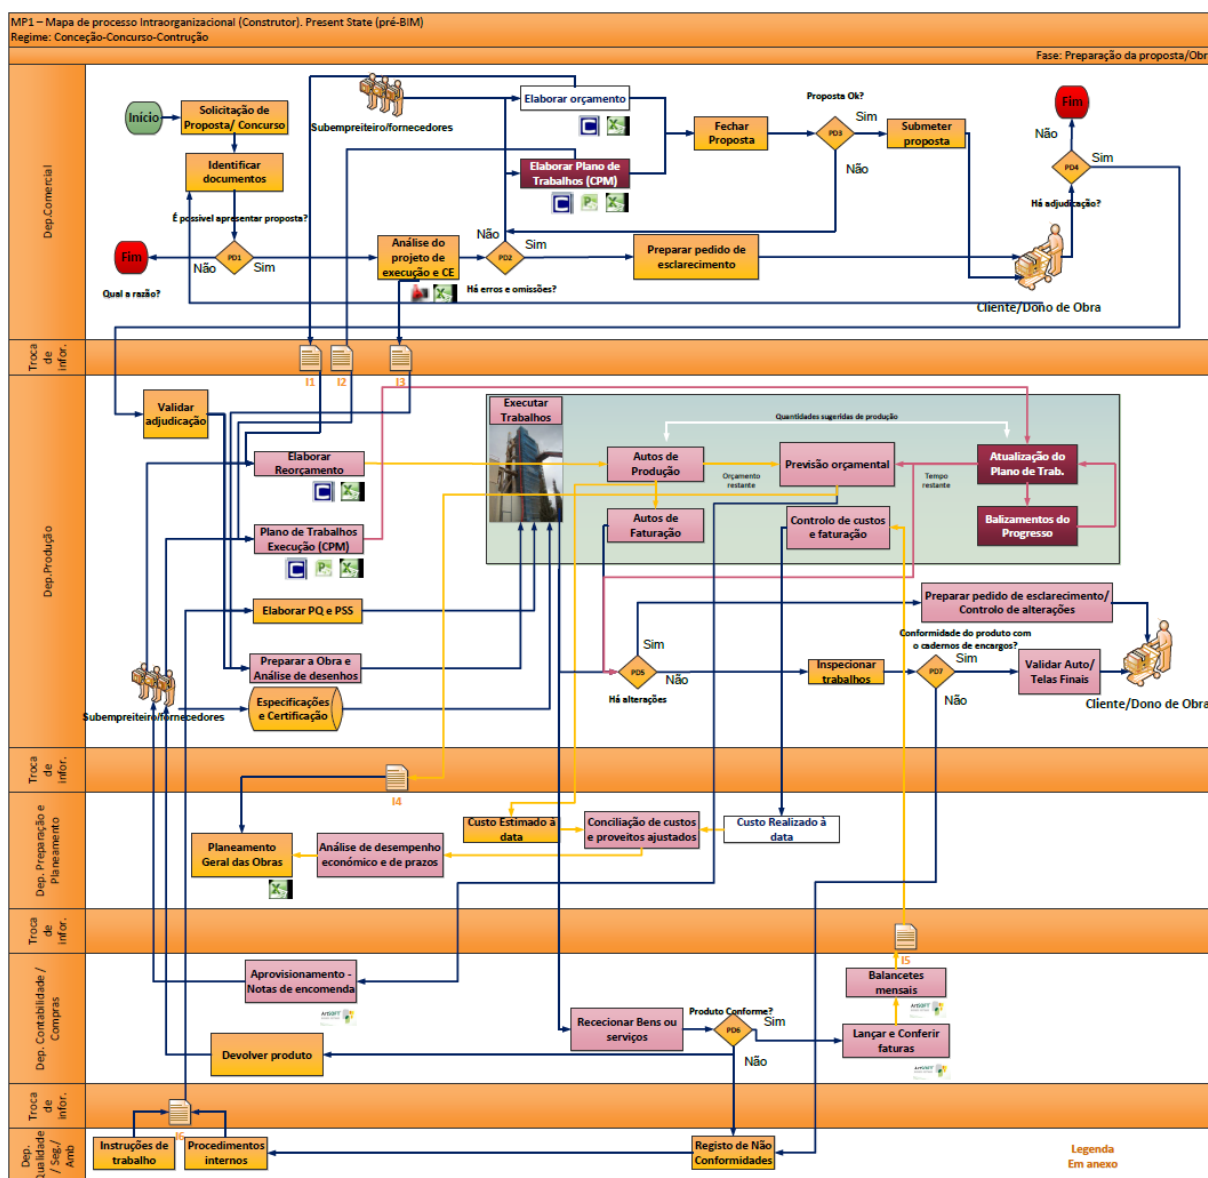 MP1 – Mapa de processo Intraorganizacional (Construtor). Present State (pré-BIM)
Regime: Conceção-Concurso-Contrução
Fase: Preparação da proposta/Obr
Dep.Comercial
Início
Solicitação de
Proposta/ Concurso
Identificar
documentos
É possivel apresentar proposta?
PD1
Não
Sim
Fim
Qual a razão?
Subempreiteiro/fornecedores
Análise do
projeto de
execução e CE
Há erros e omissões?
PD2
Não
Sim
Elaborar orçamento
Elaborar Plano de
Trabalhos (CPM)
Preparar pedido de
esclarecimento
Fechar
Proposta
Proposta Ok?
PD3
Sim
Não
Submeter
proposta
Fim
Não
Sim
PD4
Há adjudicação?
Cliente/Dono de Obra
Troca
de
infor.
I1
I2
I3
Dep.Produção
Validar
adjudicação
Elaborar
Reorçamento
Plano de Trabalhos
Execução (CPM)
Elaborar PQ e PSS
Preparar a Obra e
Análise de desenhos
Especificações
e Certificação
Subempreiteiro/fornecedores
Executar
Trabalhos
Quantidades sugeridas de produção
Autos de
Produção
Orçamento
restante
Previsão orçamental
Tempo
restante
Atualização do
Plano de Trab.
Autos de
Faturação
Controlo de custos
e faturação
Balizamentos do
Progresso
Preparar pedido de esclarecimento/
Controlo de alterações
Conformidade do produto com
o cadernos de encargos?
Sim
PD5
Não
Há alterações
Inspecionar
trabalhos
PD7
Sim
Não
Validar Auto/
Telas Finais
Cliente/Dono de Obra
Troca
de
infor.
I4
Dep. Preparação e
Planeamento
Planeamento
Geral das Obras
Análise de desempenho
económico e de prazos
Custo Estimado à
data
Conciliação de custos
e proveitos ajustados
Custo Realizado à
data
Troca
de
infor.
I5
Dep. Contabilidade /
Compras
Aprovisionamento -
Notas de encomenda
ArtSOFT
Devolver produto
Rececionar Bens ou
serviços
Produto Conforme?
PD6
Sim
Não
Balancetes
mensais
ArtSOFT
Lançar e Conferir
faturas
ArtSOFT
Troca
de
infor.
I6
Dep.
Qualidade
/ Seg./
Amb
Instruções de
trabalho
Procedimentos
internos
Registo de Não
Conformidades
Legenda
Em anexo